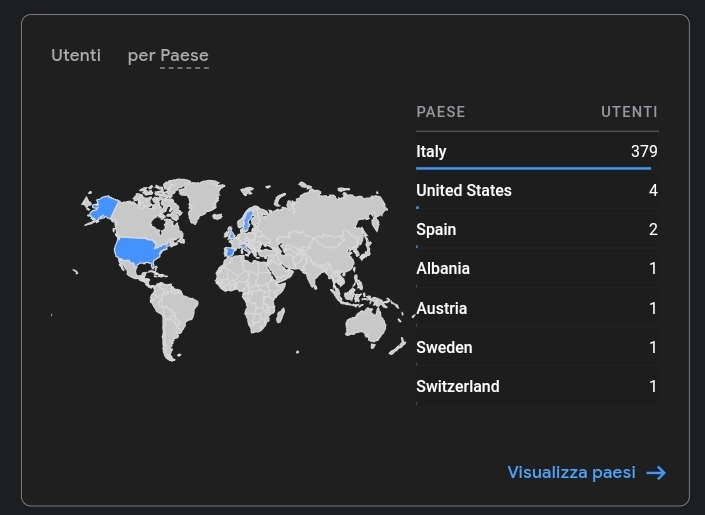 Utenti per Paese
PAESE UTENTI
Italy 379
United States 4
Spain 2
Albania 1
Austria 1
Sweden 1
Switzerland 1
Visualizza paesi